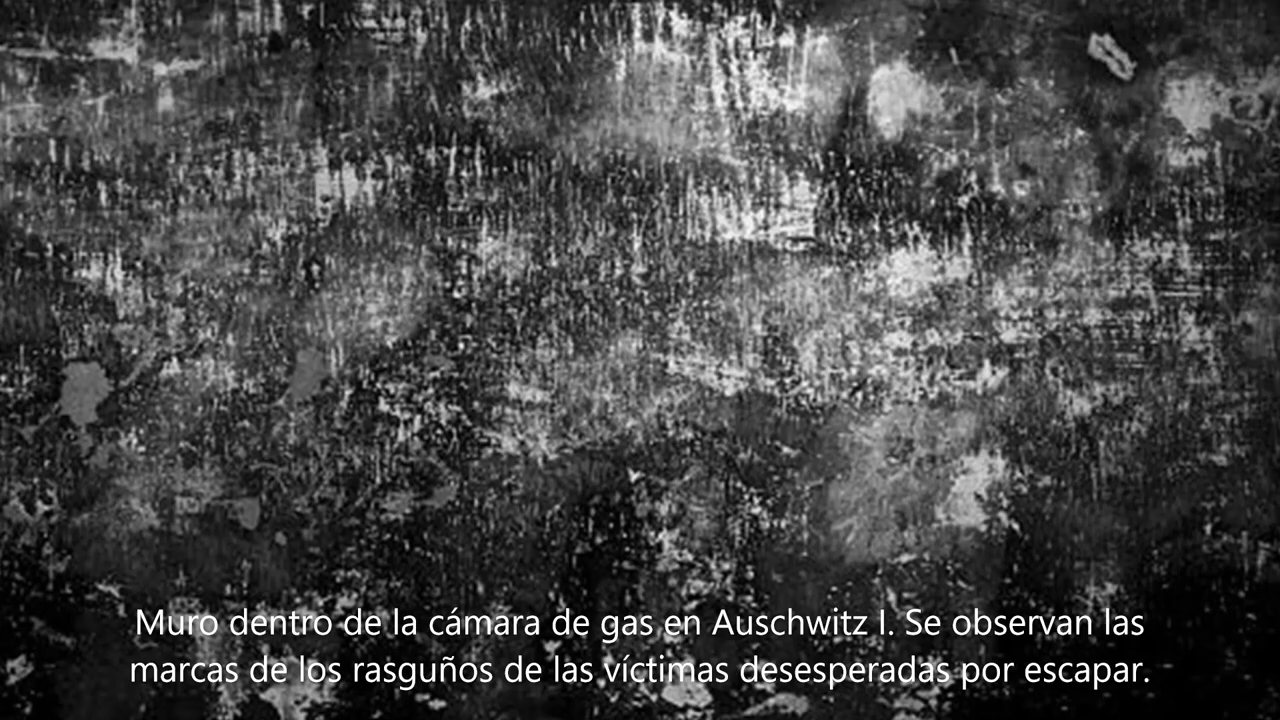 Muro dentro de la cámara de gas en Auschwitz I. Se observan las
marcas de los rasguños de las víctimas desesperadas por escapar.